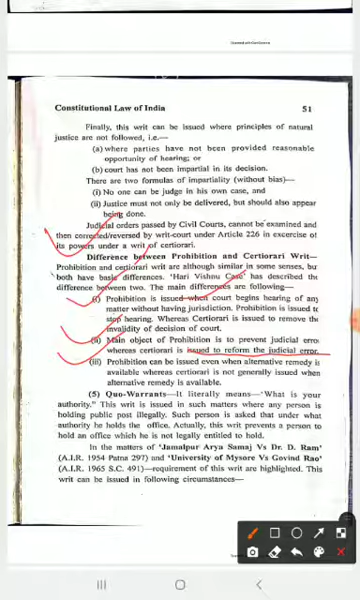 Constitutional Law of India 51
Finally, this writ can be issued where principles of natural
justice are not followed, i.e.—
(a) where parties have not been provided reasonable
opportunity of hearing; or
(b) court has not been impartial in its decision.
There are two formulas of impartiality (without bias)—
(i) No one can be judge in his own case, and
(ii) Justice must not only be delivered, but should also appear
being done.
Judicial orders passed by Civil Courts, cannot be examined and
then corrected/reversed by writ-court under Article 226 in exercise of
its powers under a writ of certiorari.
Difference between Prohibition and Certiorari Writ—
Prohibition and certiorari writ are although similar in some senses, but
both have basic differences. 'Hari Vishnu Case' has described the
difference between two. The main differences are following—
(i) Prohibition is issued when court begins hearing of any
matter without having jurisdiction. Prohibition is issued to
stop hearing. Whereas Certiorari is issued to remove the
invalidity of decision of court.
(ii) Main object of Prohibition is to prevent judicial error
whereas certiorari is issued to reform the judicial error.
(iii) Prohibition can be issued even when alternative remedy is
available whereas certiorari is not generally issued when
alternative remedy is available.
(5) Quo-Warrants—It literally means—'What is your
authority." This writ is issued in such matters where any person is
holding public post illegally. Such person is asked that under what
authority he holds the office. Actually, this writ prevents a person to
hold an office which he is not legally entitled to hold.
In the matters of 'Jamalpur Arya Samaj Vs Dr. D. Ram'
(A.I.R. 1954 Patna 297) and 'University of Mysore Vs Govind Rao'
(A.I.R. 1965 S.C. 491)—requirement of this writ are highlighted. This
writ can be issued in following circumstances—